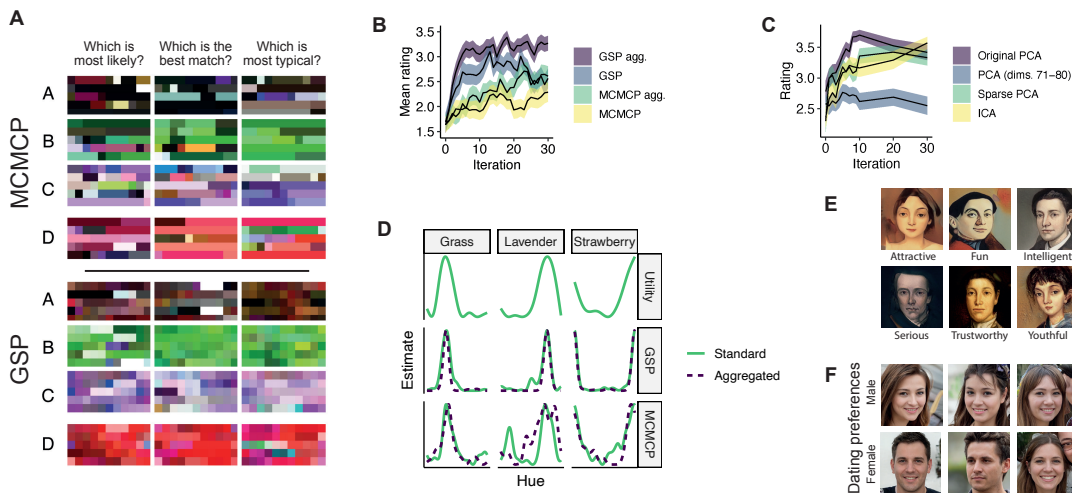 A
Which is
most likely?
Which is the
best match?
Which is
most typical?
MCMCP
A
B
C
D
GSP
A
B
C
D
B
Mean rating
3.5
3.0
2.5
2.0
1.5
0
10
20
30
Iteration
GSP agg.
GSP
MCMCP agg.
MCMCP
C
Rating
3.5
3.0
2.5
0
10
20
30
Iteration
Original PCA
PCA (dims. 71–80)
Sparse PCA
ICA
D
Grass
Lavender
Strawberry
Utility
GSP
MCMCP
Estimate
Hue
Standard
Aggregated
E
Attractive
Fun
Intelligent
Serious
Trustworthy
Youthful
F
Dating preferences
Male
Female